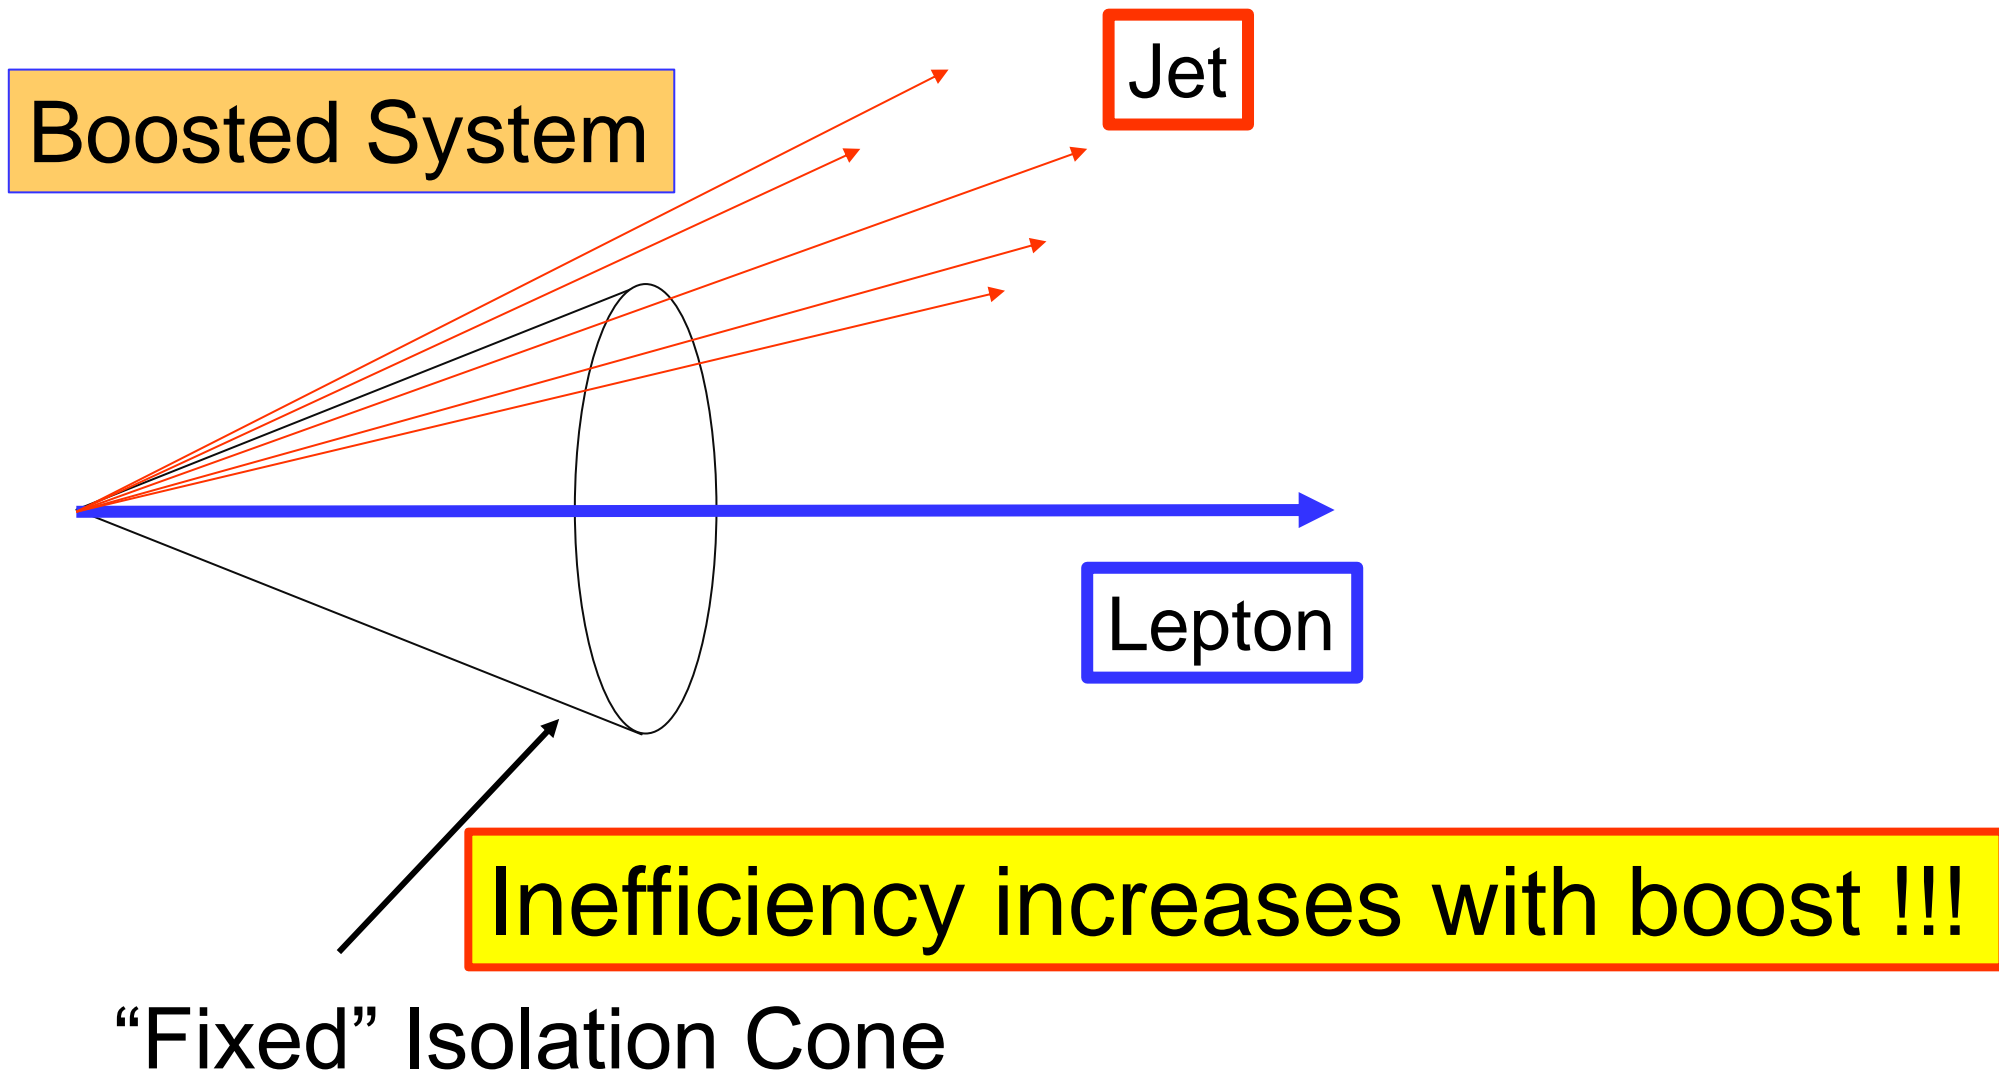 Jet
Boosted System
Lepton
Inefficiency increases with boost !!!
“Fixed” Isolation Cone